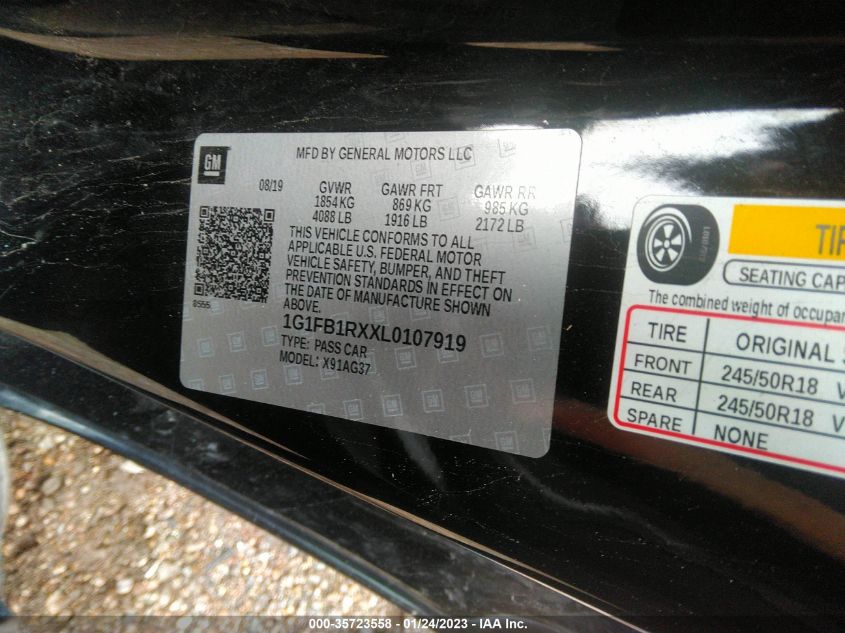 GM
MFD BY GENERAL MOTORS LLC
08/19 GVWR GAWR FRT GAWR RR
1854 KG 869 KG 985 KG
4088 LB 1916 LB 2172 LB
THIS VEHICLE CONFORMS TO ALL
APPLICABLE U.S. FEDERAL MOTOR
VEHICLE SAFETY, BUMPER, AND THEFT
PREVENTION STANDARDS IN EFFECT ON
THE DATE OF MANUFACTURE SHOWN
ABOVE.
1G1FB1RXXL0107919
TYPE: PASS CAR
MODEL: X91AG37
TIR
SEATING CAP
The combined weight of occupan
TIRE ORIGINAL
FRONT 245/50R18 V
REAR 245/50R18 V
SPARE NONE
000-35723558 - 01/24/2023 - IAA Inc.